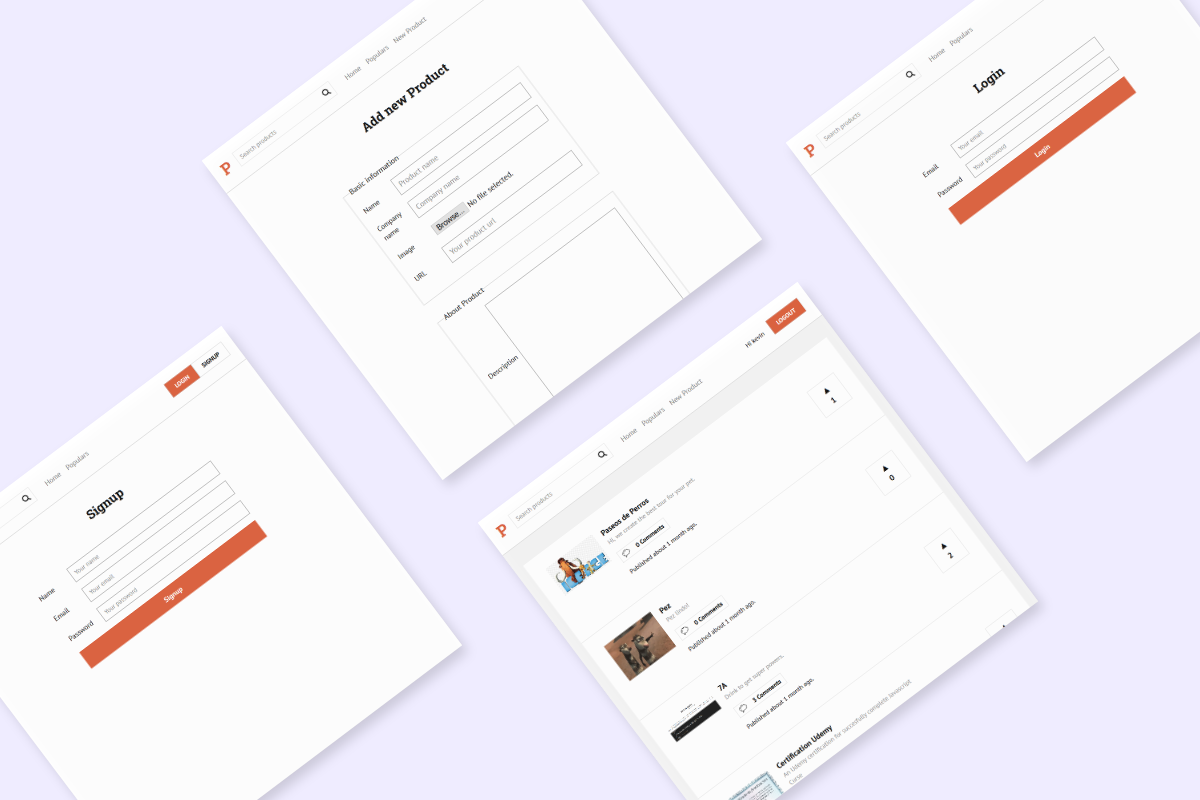 P
Search products
Home
Populars
New Product
Add new Product
Basic information
Name
Product name
Company
name
Company name
Image
Browse...
No file selected.
URL
Your product url
About Product
Description
P
Search products
Home
Populars
Login
Email
Your email
Password
Your password
Login
Home
Populars
LOGIN
SIGNUP
Signup
Name
Your name
Email
Your email
Password
Your password
Signup
P
Search products
Home
Populars
New Product
Hi kevin
LOGOUT
Paseos de Perros
Hi, we create the best tour for your pet.
0 Comments
Published about 1 month ago.
1
Pez
0 Comments
Published about 1 month ago.
0
7A
Drink to get super powers.
3 Comments
Published about 1 month ago.
2
Certification Udemy
An Udemy certification for succesfully complete Javascript
Curse